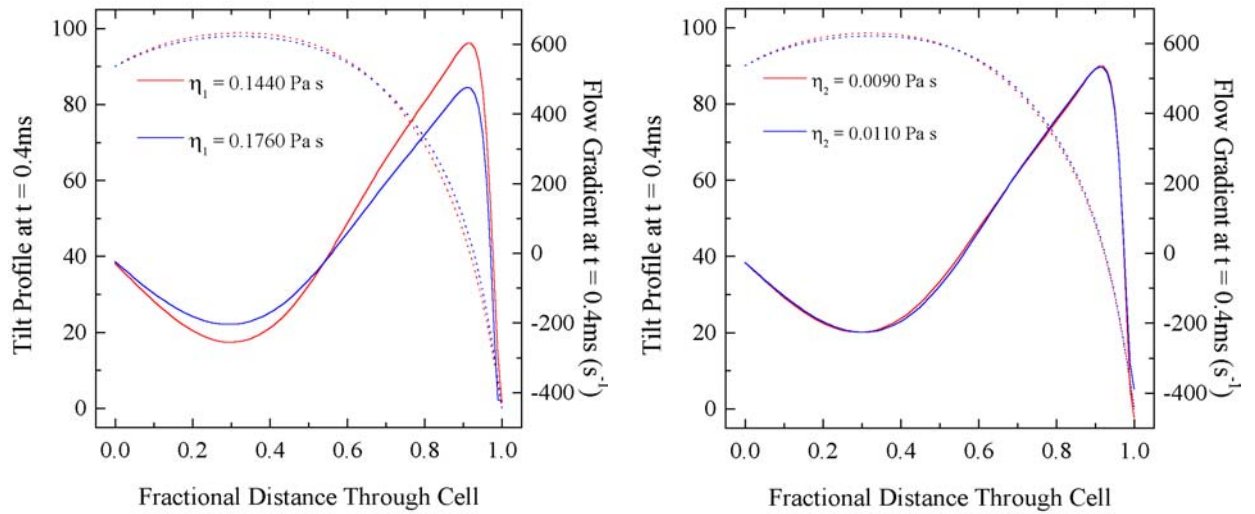 100
80
60
40
20
0
Tilt Profile at t = 0.4ms
η1 = 0.1440 Pa s
η1 = 0.1760 Pa s
600
400
200
0
-200
-400
Flow Gradient at t = 0.4ms (s-1)
0.0 0.2 0.4 0.6 0.8 1.0
Fractional Distance Through Cell
100
80
60
40
20
0
Tilt Profile at t = 0.4ms
η2 = 0.0090 Pa s
η2 = 0.0110 Pa s
600
400
200
0
-200
-400
Flow Gradient at t = 0.4ms (s-1)
0.0 0.2 0.4 0.6 0.8 1.0
Fractional Distance Through Cell